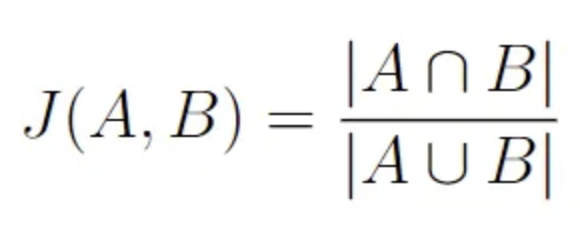 J(A, B) = |A ∩ B| / |A ∪ B|